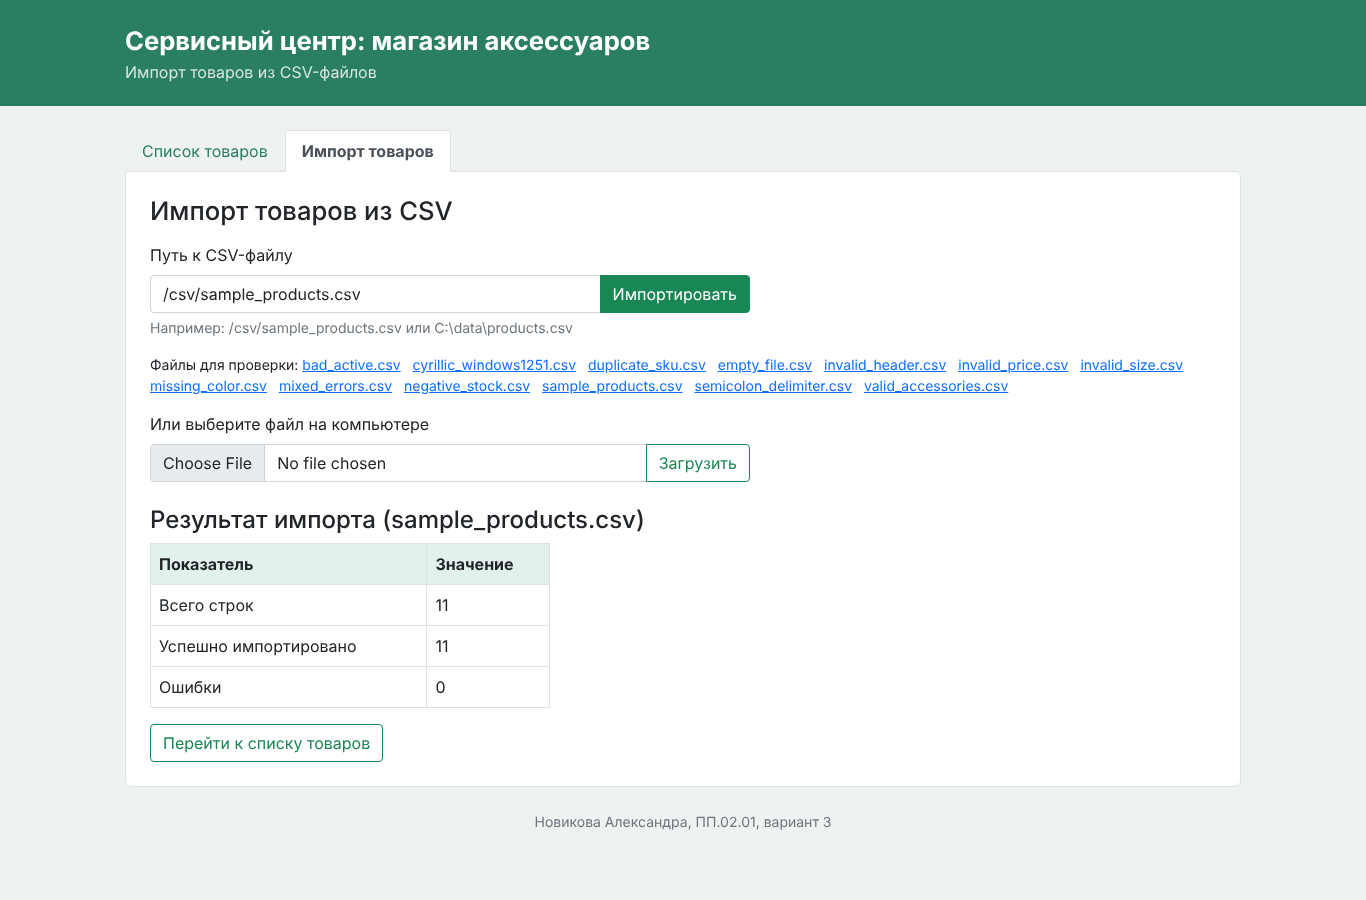 Сервисный центр: магазин аксессуаров
Импорт товаров из CSV-файлов
Список товаров
Импорт товаров
Импорт товаров из CSV
Путь к CSV-файлу
/csv/sample_products.csv
Импортировать
Например: /csv/sample_products.csv или C:\data\products.csv
Файлы для проверки: bad_active.csv cyrillic_windows1251.csv duplicate_sku.csv empty_file.csv invalid_header.csv invalid_price.csv invalid_size.csv
missing_color.csv mixed_errors.csv negative_stock.csv sample_products.csv semicolon_delimiter.csv valid_accessories.csv
Или выберите файл на компьютере
Choose File No file chosen Загрузить
Результат импорта (sample_products.csv)
Показатель Значение
Всего строк 11
Успешно импортировано 11
Ошибки 0
Перейти к списку товаров
Новикова Александра, ПП.02.01, вариант 3